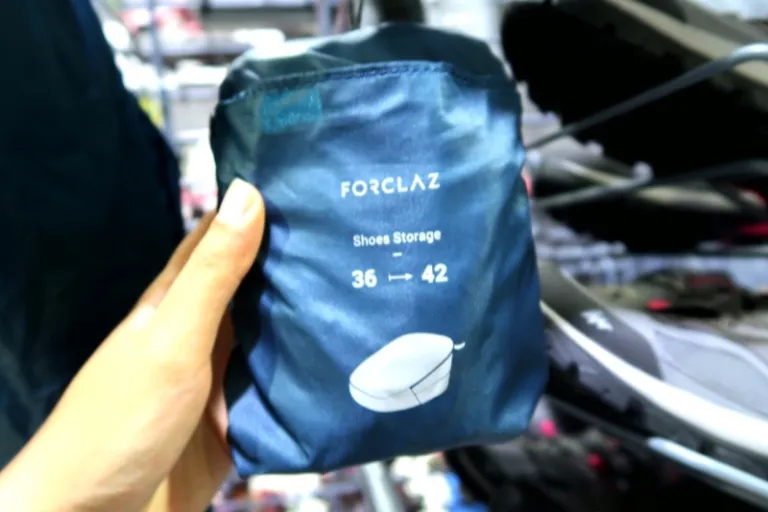 FORCLAZ
Shoes Storage
36 ↦ 42